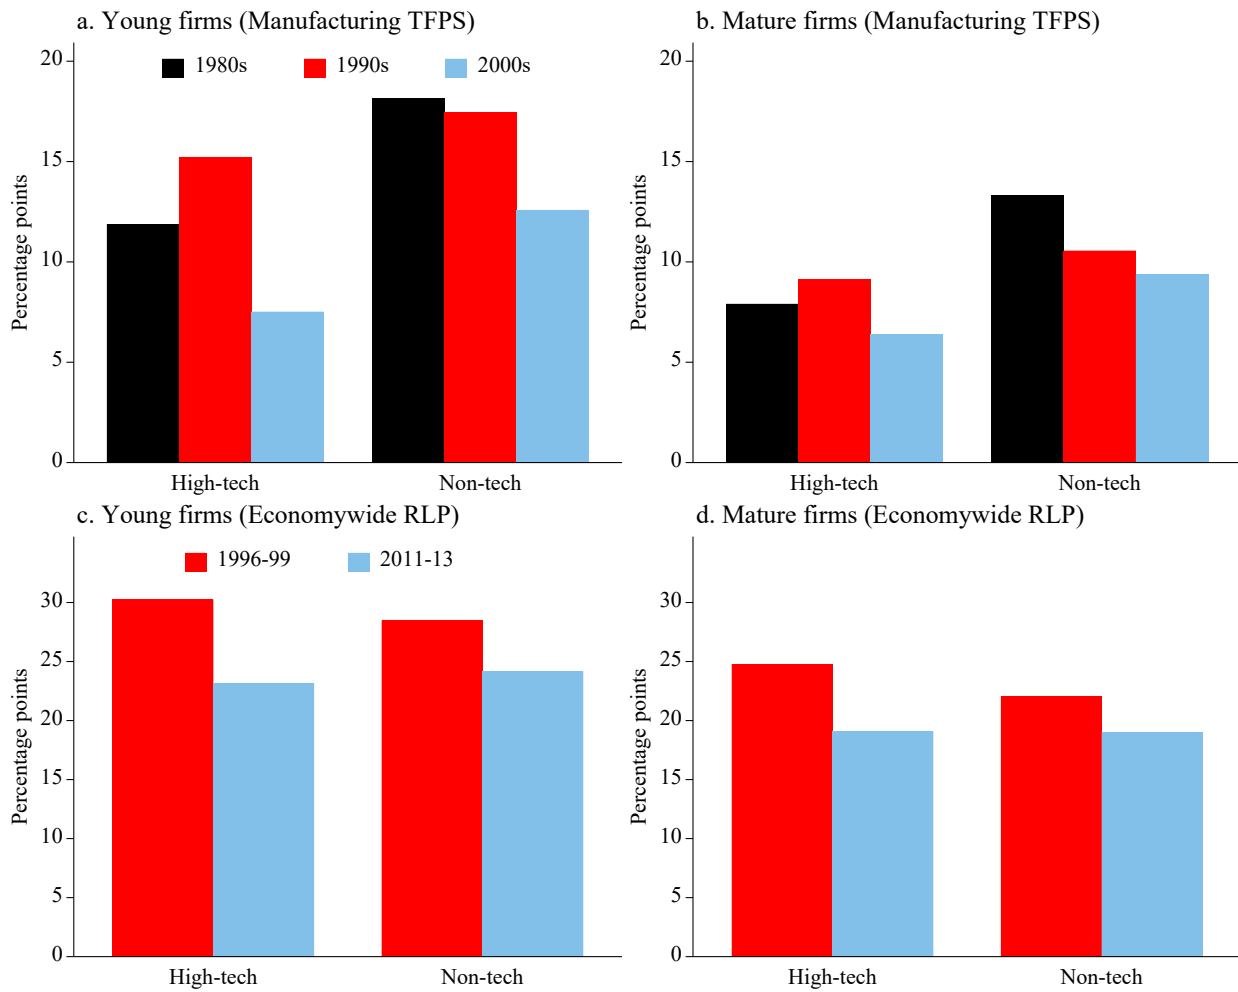 a. Young firms (Manufacturing TFPS)
1980s 1990s 2000s
Percentage points
20
15
10
5
0
High-tech Non-tech
b. Mature firms (Manufacturing TFPS)
Percentage points
20
15
10
5
0
High-tech Non-tech
c. Young firms (Economywide RLP)
1996-99 2011-13
Percentage points
30
25
20
15
10
5
0
High-tech Non-tech
d. Mature firms (Economywide RLP)
Percentage points
30
25
20
15
10
5
0
High-tech Non-tech